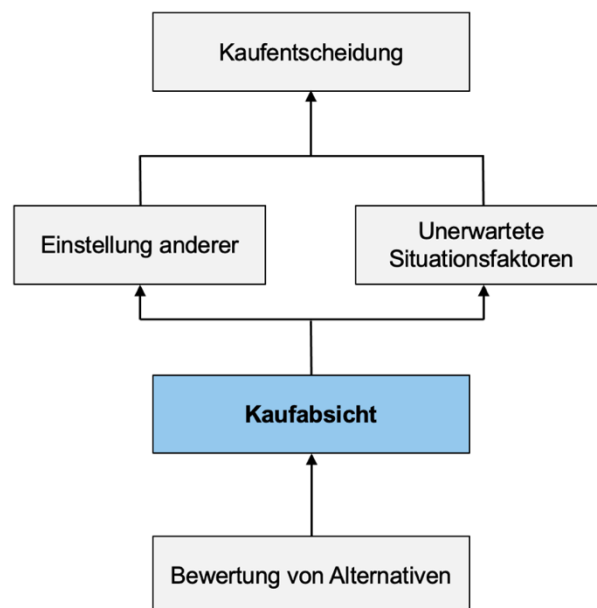 Kaufentscheidung
Einstellung anderer
Unerwartete
Situationsfaktoren
Kaufabsicht
Bewertung von Alternativen